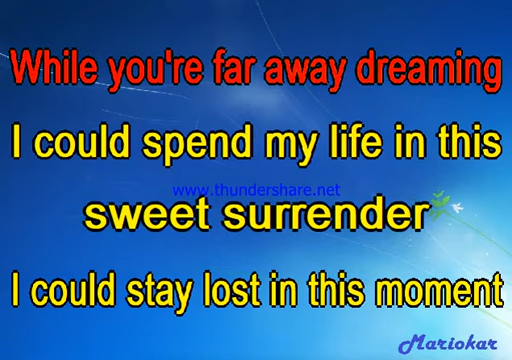 While you're far away dreaming
I could spend my life in this
www.thundershare.net
sweet surrender
I could stay lost in this moment
Mariokar